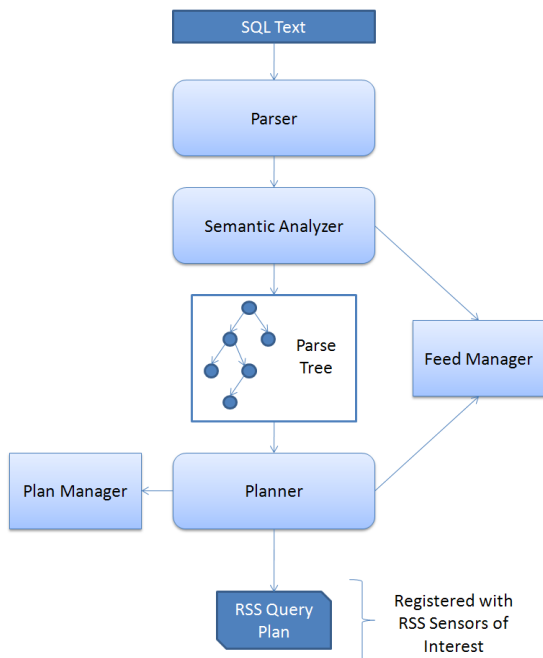 SQL Text
Parser
Semantic Analyzer
Parse
Tree
Feed Manager
Plan Manager
Planner
RSS Query
Plan
Registered with
RSS Sensors of
Interest